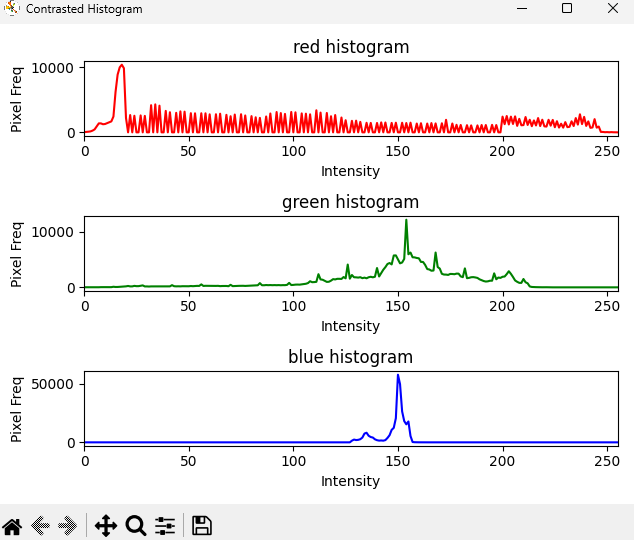 Contrasted Histogram
red histogram
Pixel Freq
10000
0
0 50 100 150 200 250
Intensity
green histogram
Pixel Freq
10000
0
0 50 100 150 200 250
Intensity
blue histogram
Pixel Freq
50000
0
0 50 100 150 200 250
Intensity